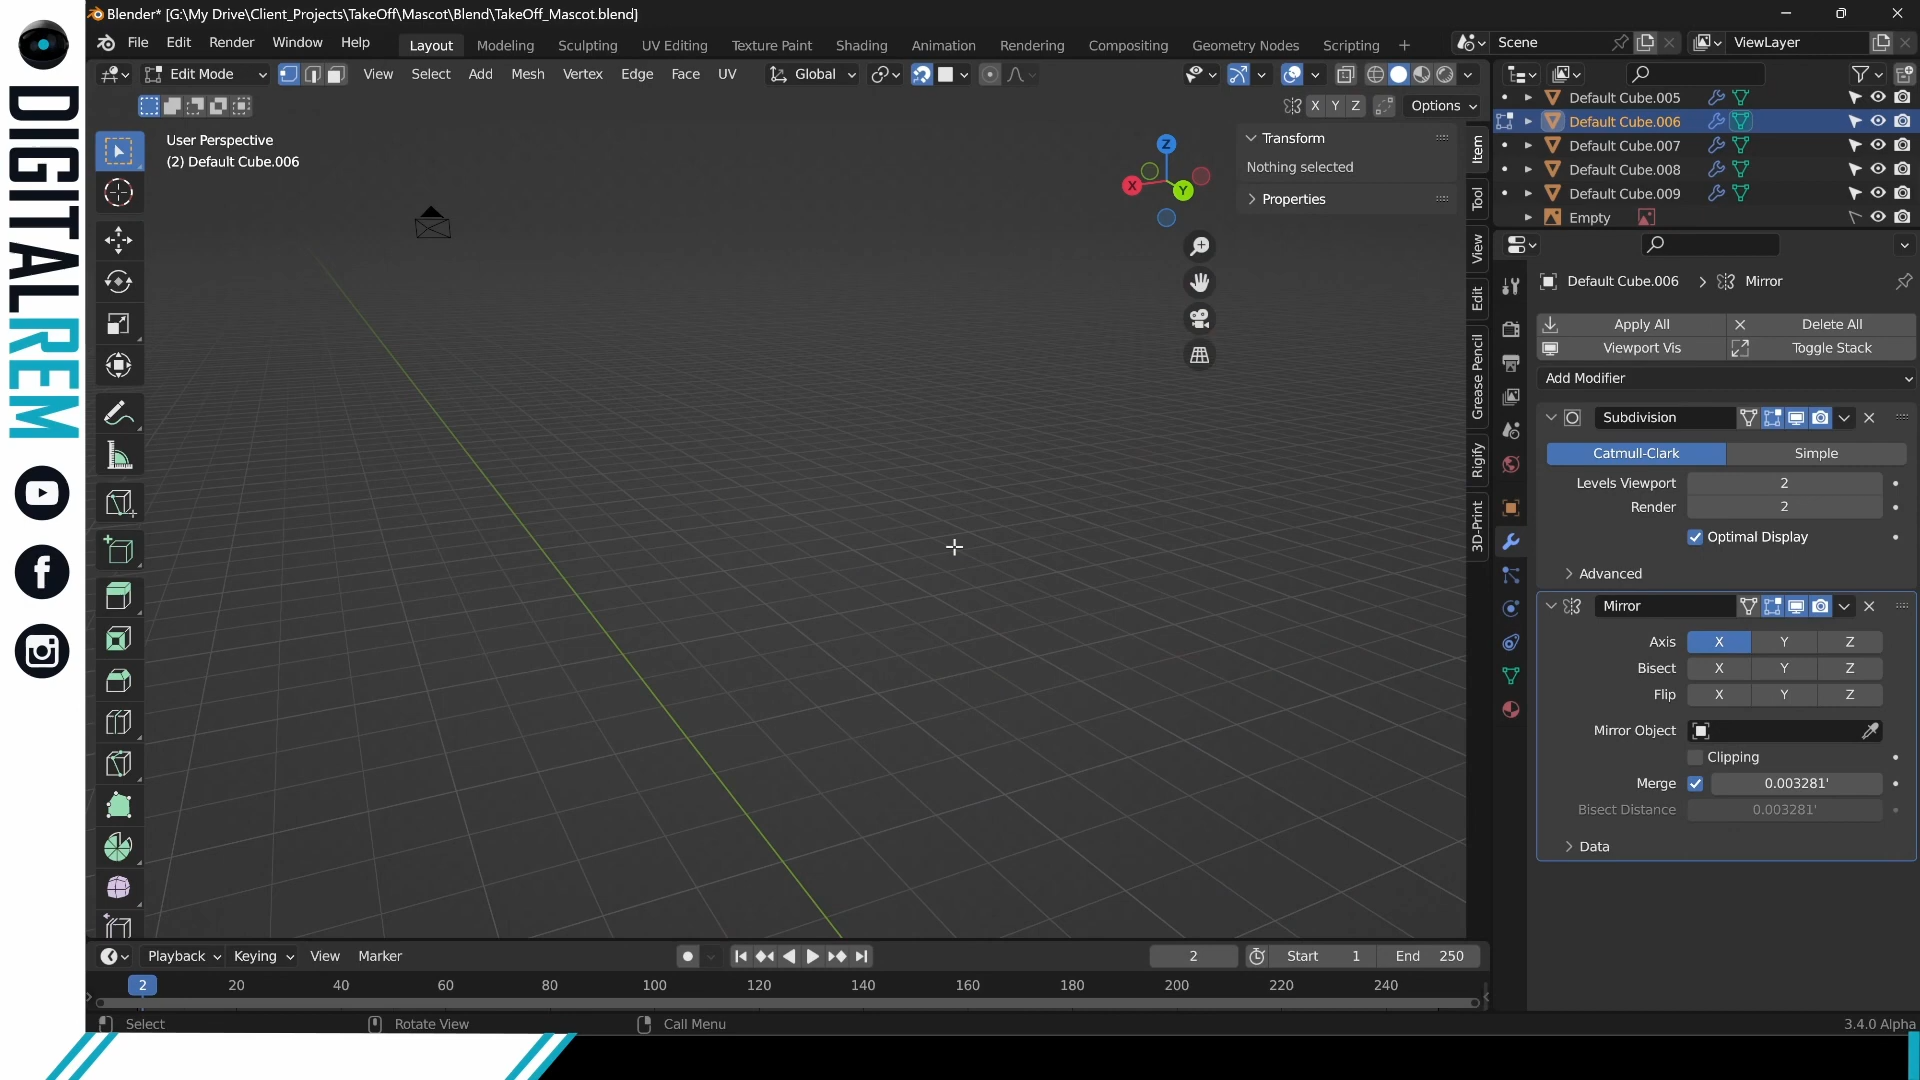 Blender* [G:\My Drive\Client_Projects\TakeOff\Mascot\Blend\TakeOff_Mascot.blend]
File Edit Render Window Help
Layout Modeling Sculpting UV Editing Texture Paint Shading Animation Rendering Compositing Geometry Nodes Scripting +
Scene
ViewLayer
Edit Mode
View Select Add Mesh Vertex Edge Face UV
Global
X Y Z
Options
User Perspective
(2) Default Cube.006
Z
X
Y
Transform
Nothing selected
Properties
Item
Tool
View
Edit
Grease Pencil
Rigify
3D-Print
Default Cube.005
Default Cube.006
Default Cube.007
Default Cube.008
Default Cube.009
Empty
Default Cube.006 > Mirror
Apply All
Delete All
Viewport Vis
Toggle Stack
Add Modifier
Subdivision
Catmull-Clark
Simple
Levels Viewport 2
Render 2
Optimal Display
Advanced
Mirror
Axis X Y Z
Bisect X Y Z
Flip X Y Z
Mirror Object
Clipping
Merge 0.003281'
Bisect Distance 0.003281'
Data
Playback Keying View Marker
2
Start 1
End 250
2 20 40 60 80 100 120 140 160 180 200 220 240
Select
Rotate View
Call Menu
3.4.0 Alpha
DIGITALREM